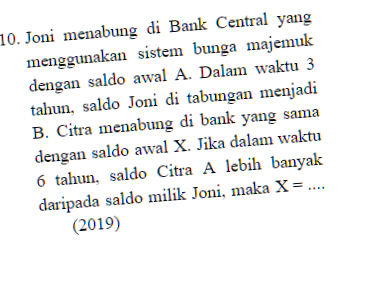 10. Joni menabung di Bank Central yang
menggunakan sistem bunga majemuk
dengan saldo awal A. Dalam waktu 3
tahun, saldo Joni di tabungan menjadi
B. Citra menabung di bank yang sama
dengan saldo awal X. Jika dalam waktu
6 tahun, saldo Citra A lebih banyak
daripada saldo milik Joni, maka X = ....
(2019)